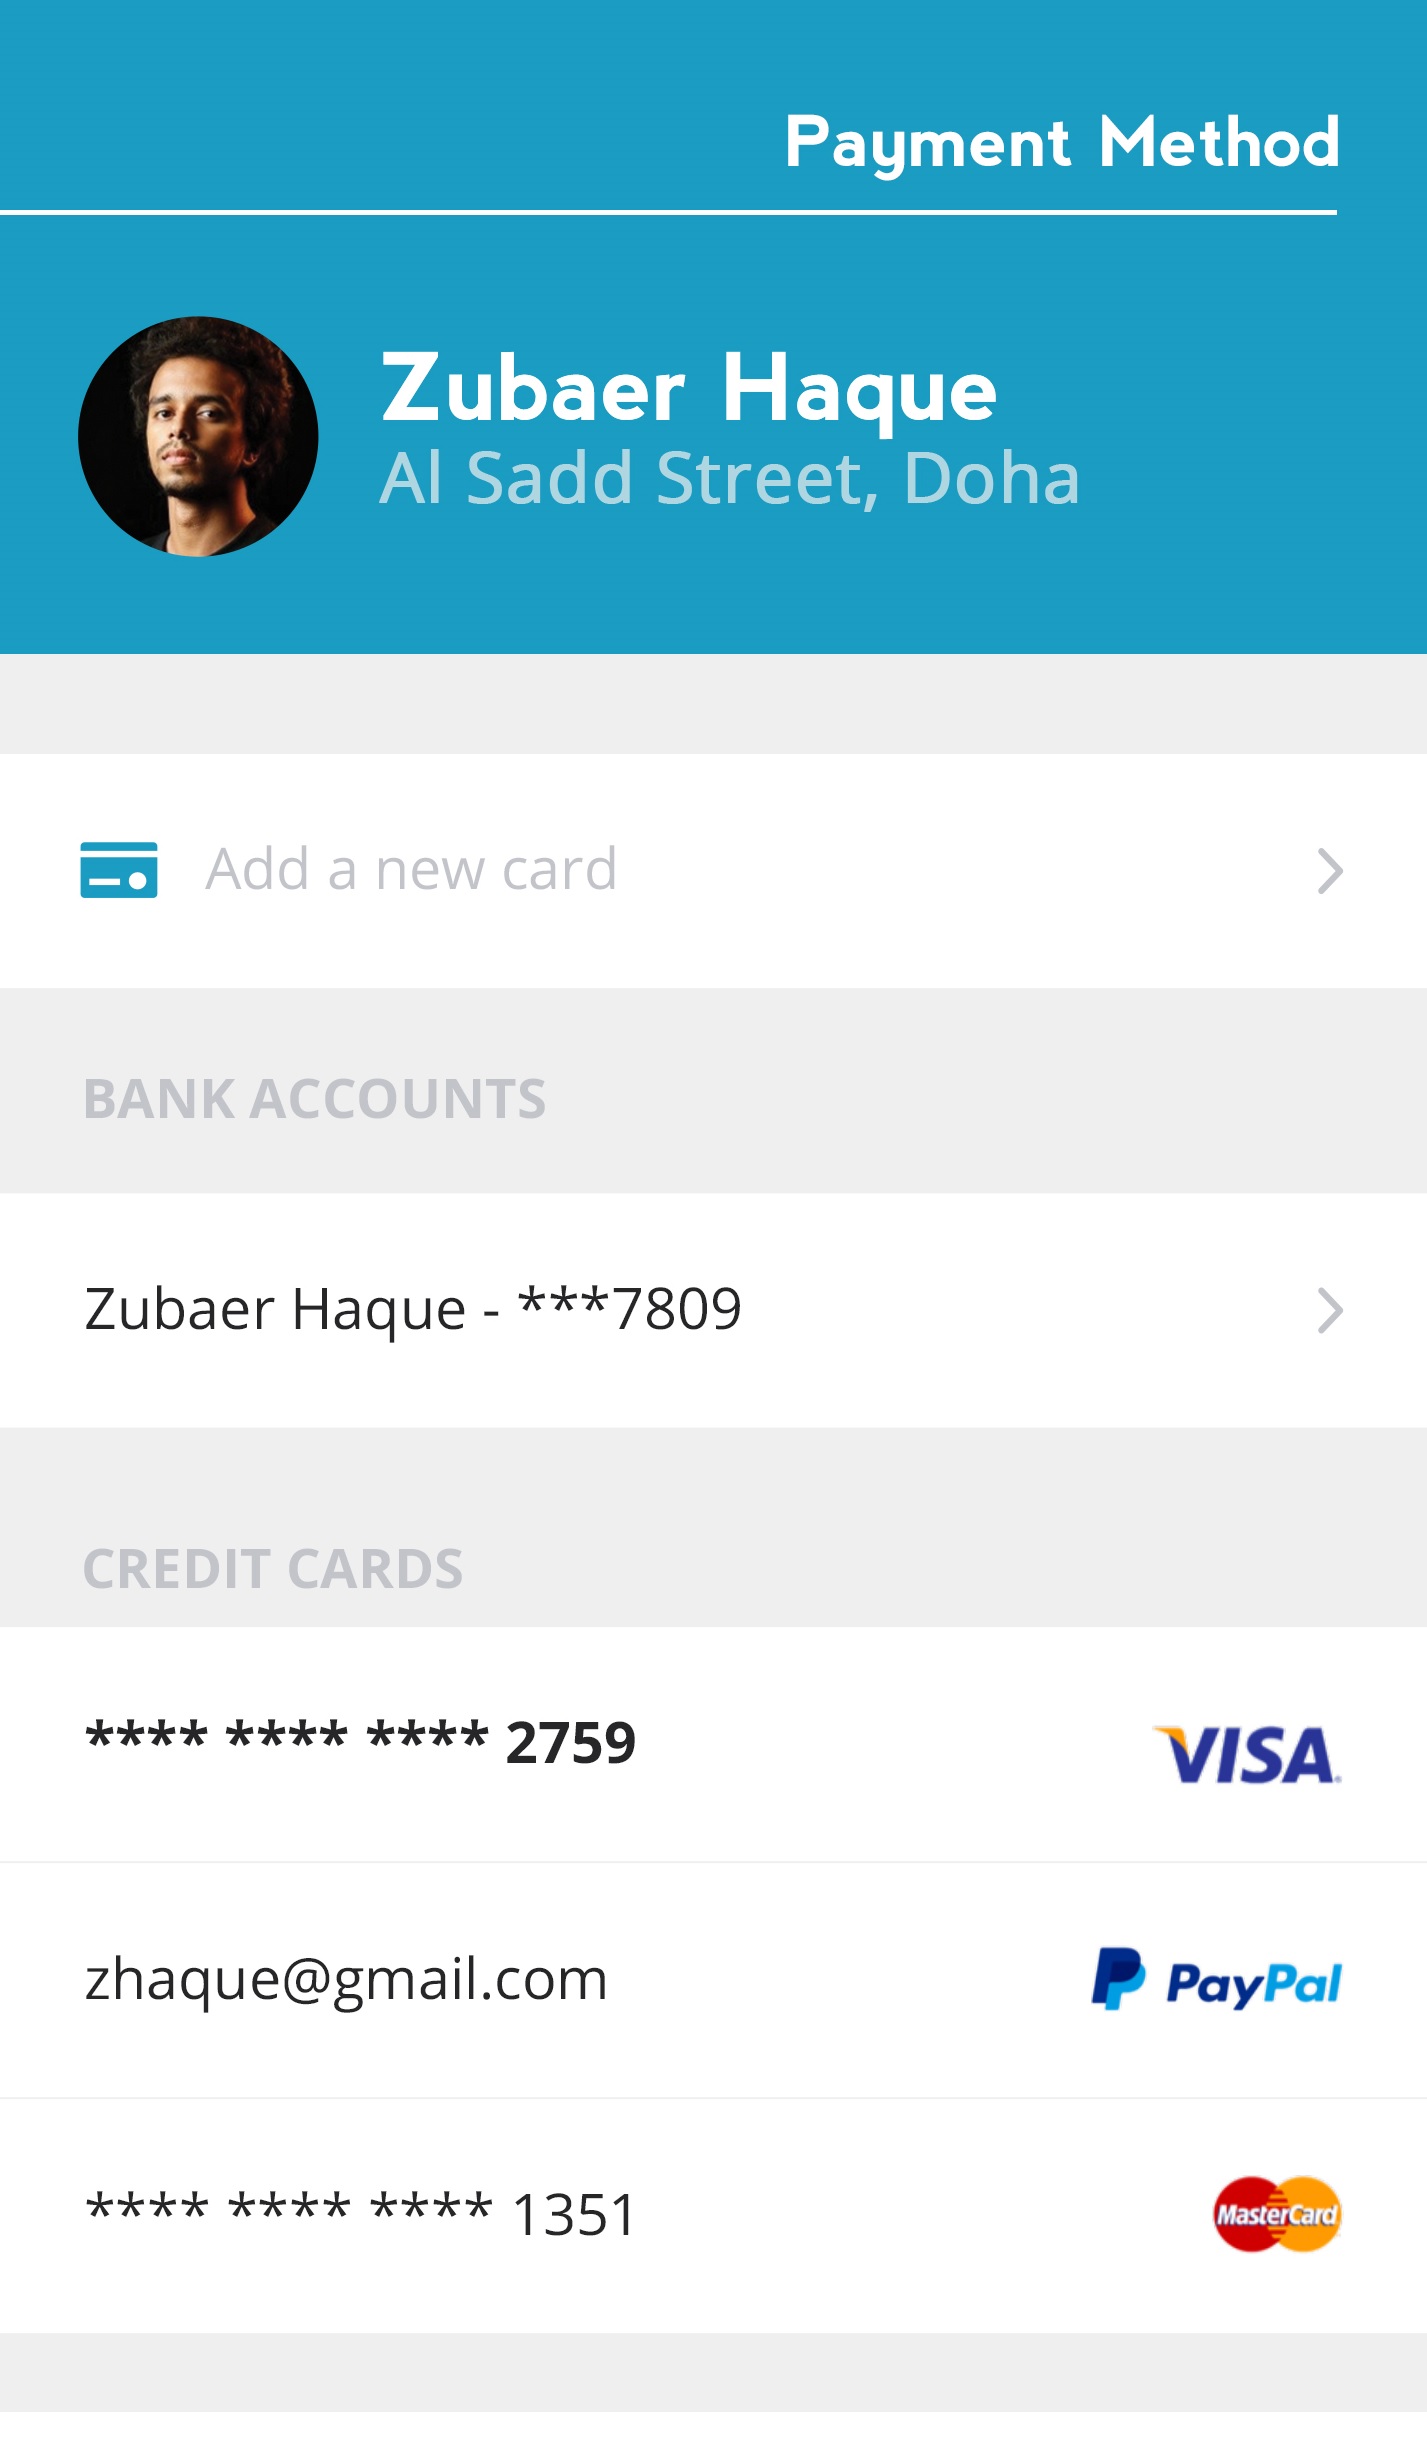 Payment Method
Zubaer Haque
Al Sadd Street, Doha
Add a new card
BANK ACCOUNTS
Zubaer Haque - ***7809
CREDIT CARDS
**** **** **** 2759
VISA
zhaque@gmail.com
PayPal
**** **** **** 1351
MasterCard